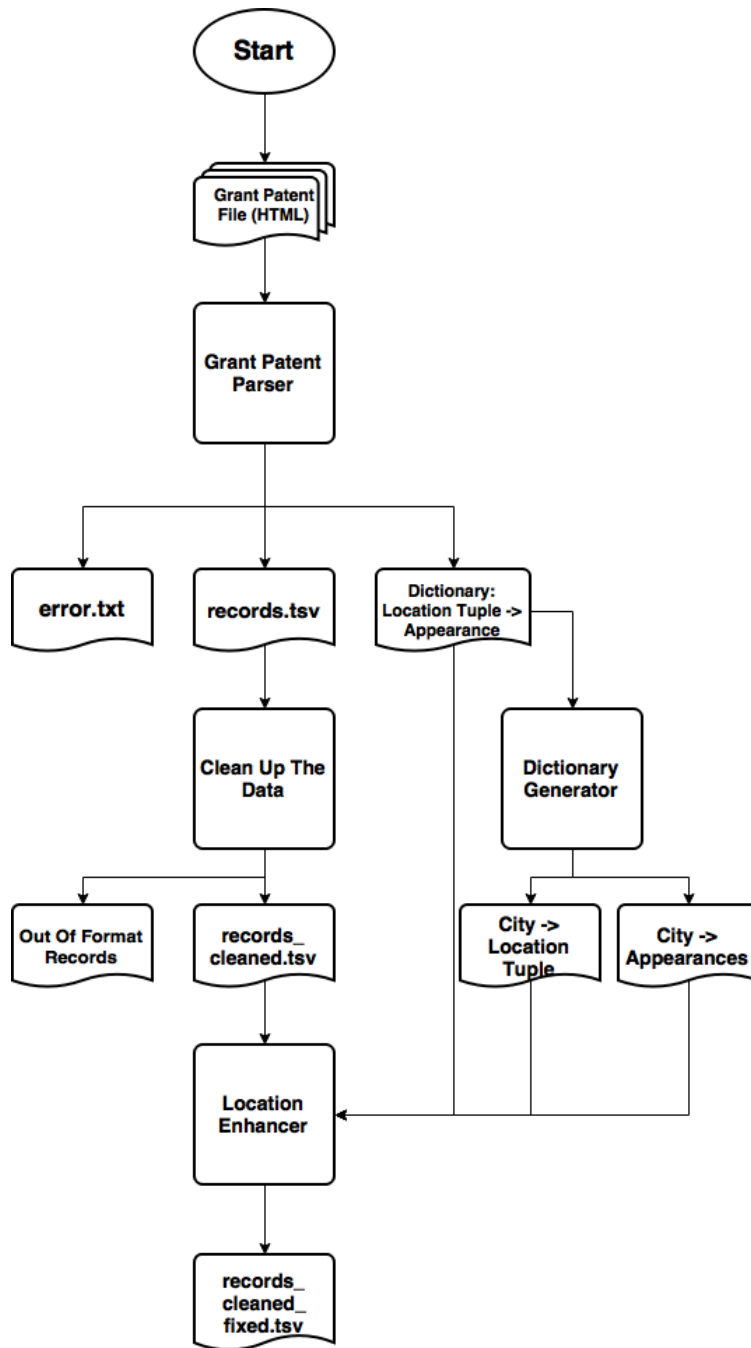 Start
Grant Patent
File (HTML)
Grant Patent
Parser
error.txt
records.tsv
Dictionary:
Location Tuple ->
Appearance
Clean Up The
Data
Dictionary
Generator
Out Of Format
Records
records_
cleaned.tsv
City ->
Location
Tuple
City ->
Appearances
Location
Enhancer
records_
cleaned_
fixed.tsv